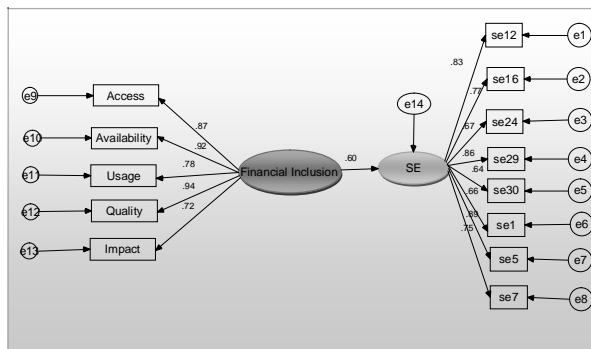 e9
Access
e10
Availability
e11
Usage
e12
Quality
e13
Impact
.87
.92
.78
.94
.72
Financial Inclusion
.60
e14
SE
.83
.77
.67
.86
.64
.66
.89
.75
se12
e1
se16
e2
se24
e3
se29
e4
se30
e5
se1
e6
se5
e7
se7
e8